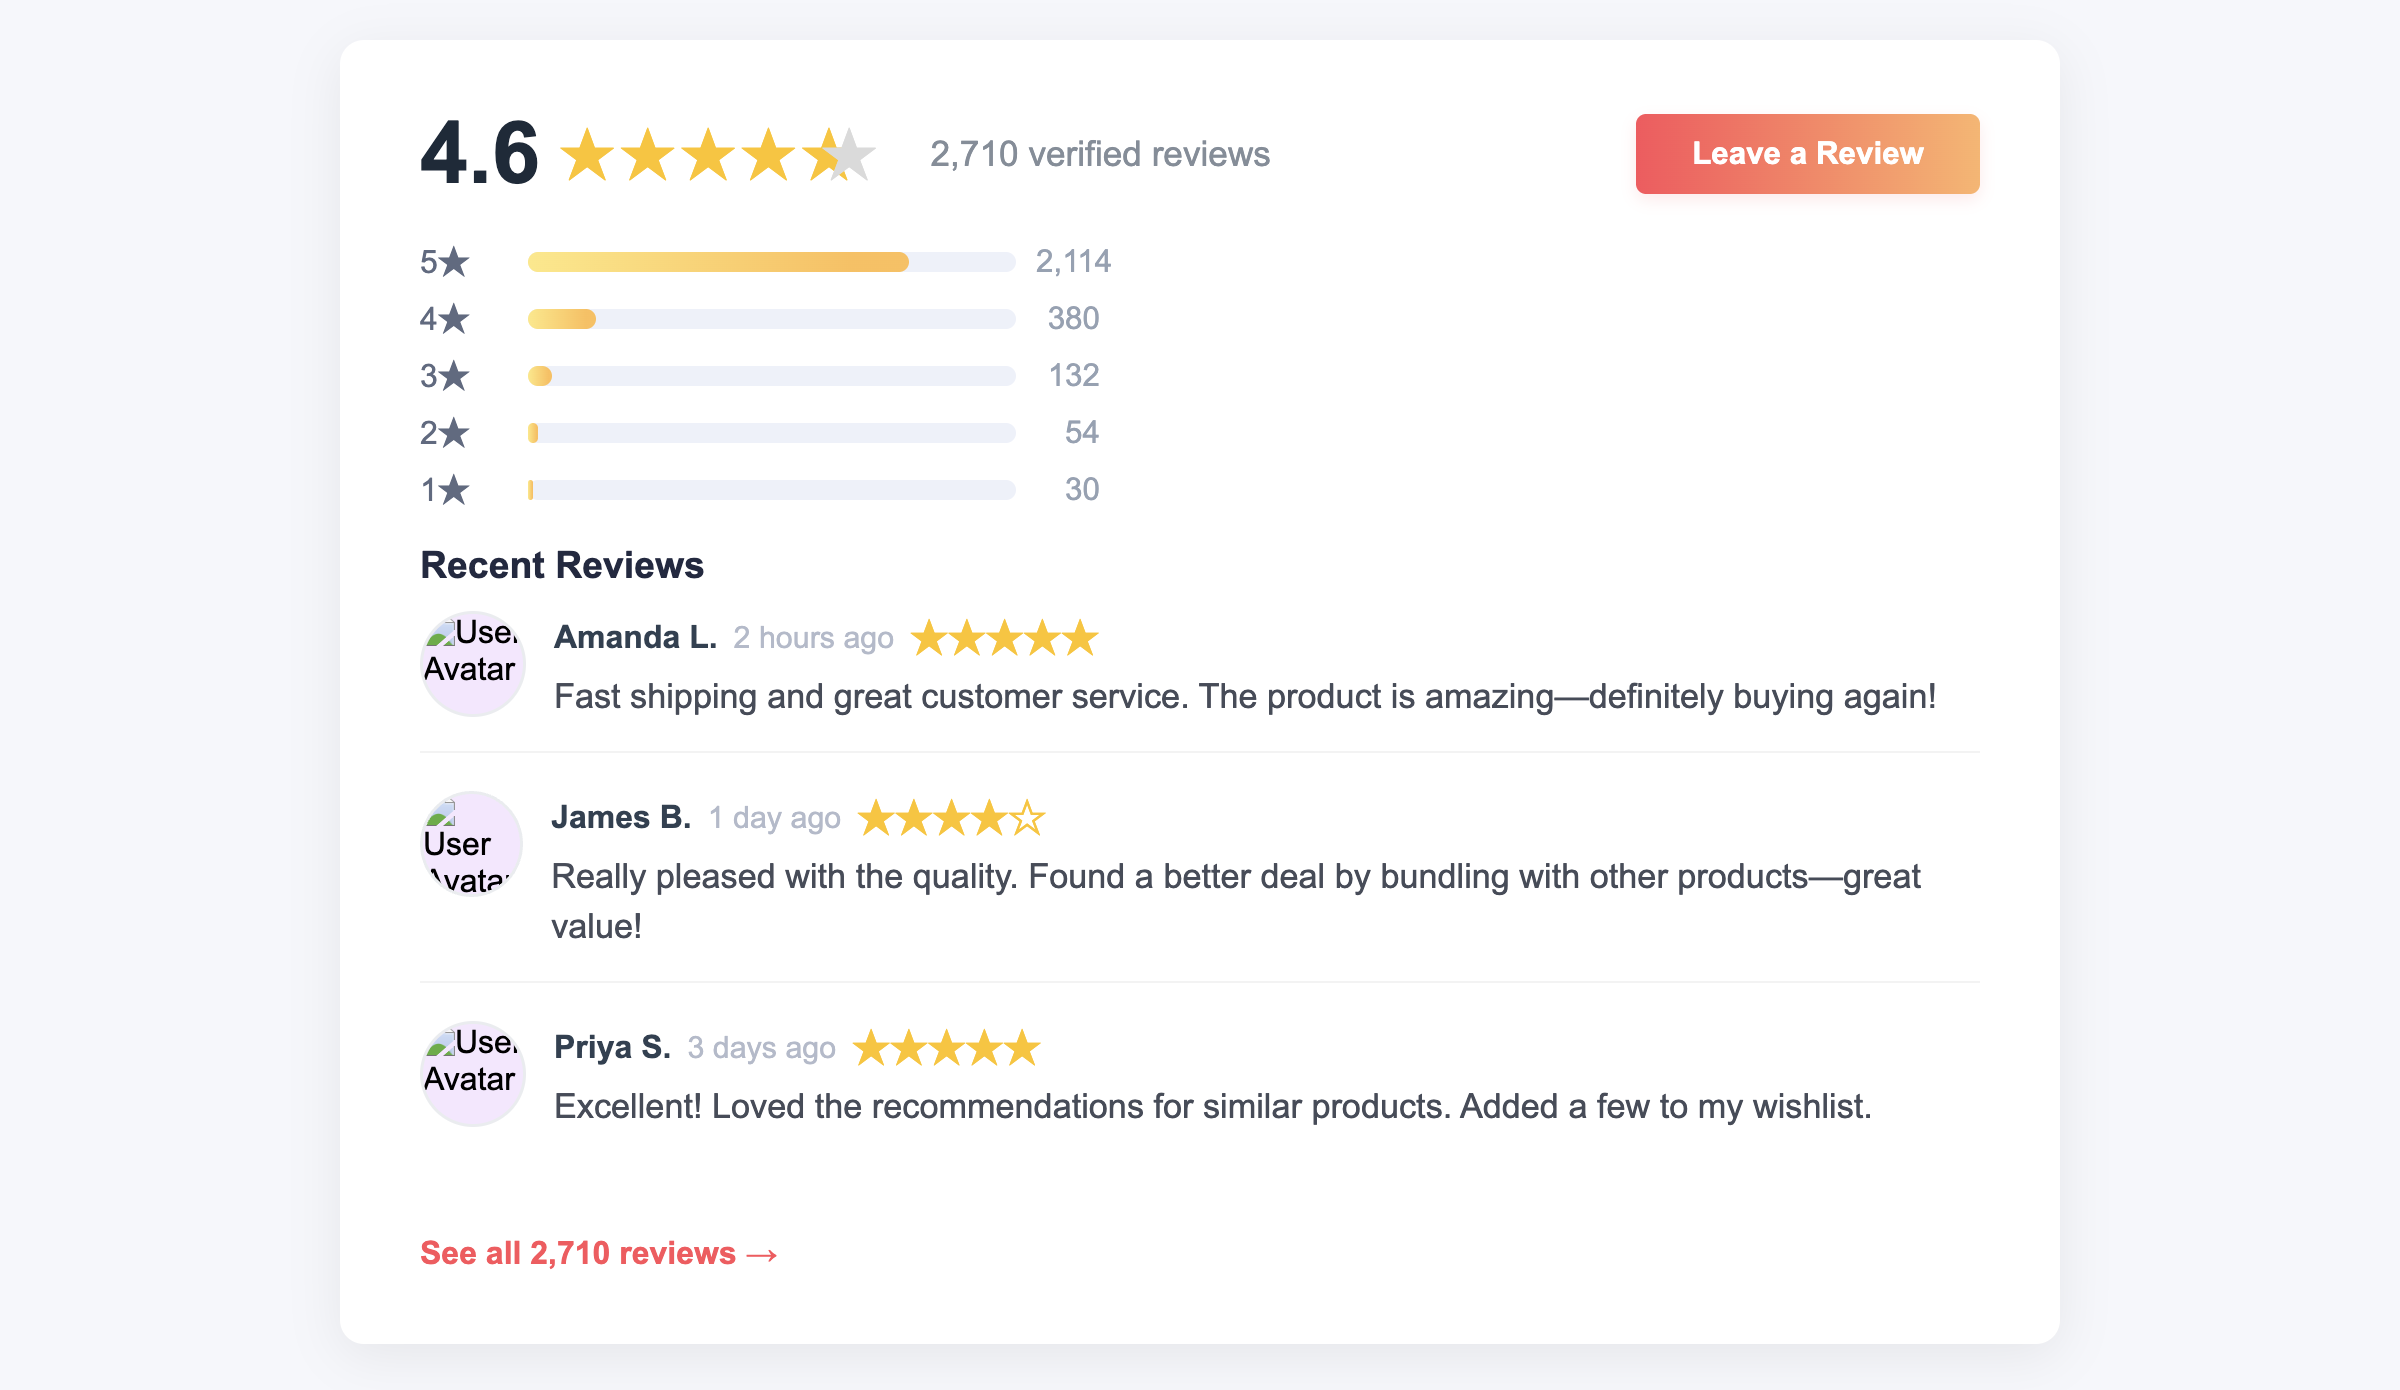 4.6 ★★★★★★ 2,710 verified reviews
Leave a Review
5★ 2,114
4★ 380
3★ 132
2★ 54
1★ 30
Recent Reviews
User
Avatar
Amanda L. 2 hours ago ★★★★★
Fast shipping and great customer service. The product is amazing—definitely buying again!
User
Avatar
James B. 1 day ago ★★★★☆
Really pleased with the quality. Found a better deal by bundling with other products—great
value!
User
Avatar
Priya S. 3 days ago ★★★★★
Excellent! Loved the recommendations for similar products. Added a few to my wishlist.
See all 2,710 reviews →